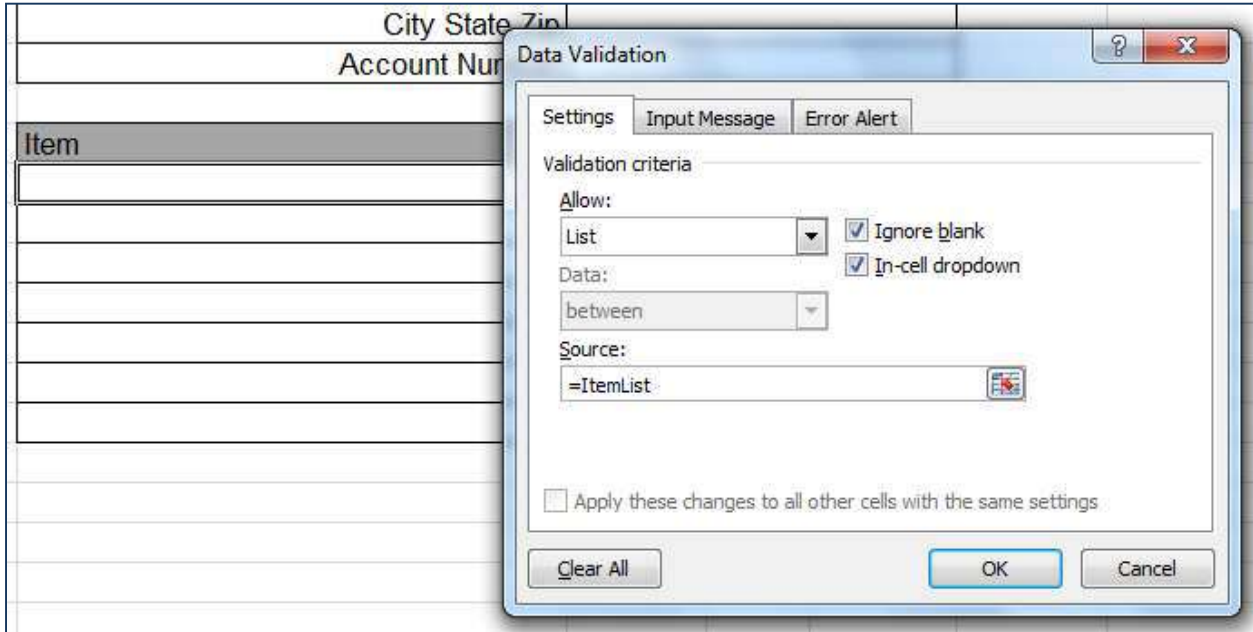 City State Zip
Account Nur
Item
Data Validation
?
X
Settings
Input Message
Error Alert
Validation criteria
Allow:
List
Ignore blank
In-cell dropdown
Data:
between
Source:
=ItemList
Apply these changes to all other cells with the same settings
Clear All
OK
Cancel